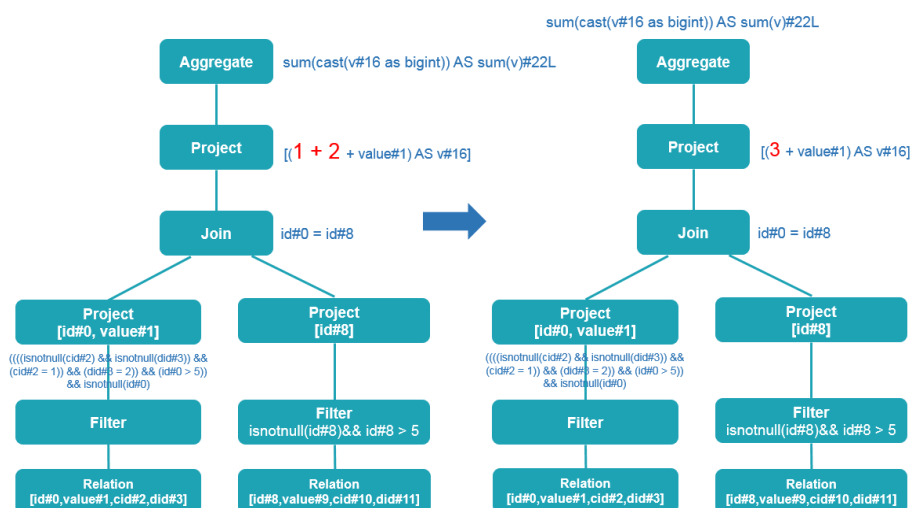 Aggregate
sum(cast(v#16 as bigint)) AS sum(v)#22L
Project
[(1 + 2 + value#1) AS v#16]
Join
id#0 = id#8
Project
[id#0, value#1]
((((isnotnull(cid#2) && isnotnull(did#3)) &&
(cid#2 = 1)) && (did#3 = 2)) && (id#0 > 5))
&& isnotnull(id#0)
Filter
Relation
[id#0,value#1,cid#2,did#3]
Project
[id#8]
Filter
isnotnull(id#8)&& id#8 > 5
Relation
[id#8,value#9,cid#10,did#11]
sum(cast(v#16 as bigint)) AS sum(v)#22L
Aggregate
Project
[(3 + value#1) AS v#16]
Join
id#0 = id#8
Project
[id#0, value#1]
((((isnotnull(cid#2) && isnotnull(did#3)) &&
(cid#2 = 1)) && (did#3 = 2)) && (id#0 > 5))
&& isnotnull(id#0)
Filter
Relation
[id#0,value#1,cid#2,did#3]
Project
[id#8]
Filter
isnotnull(id#8)&& id#8 > 5
Relation
[id#8,value#9,cid#10,did#11]